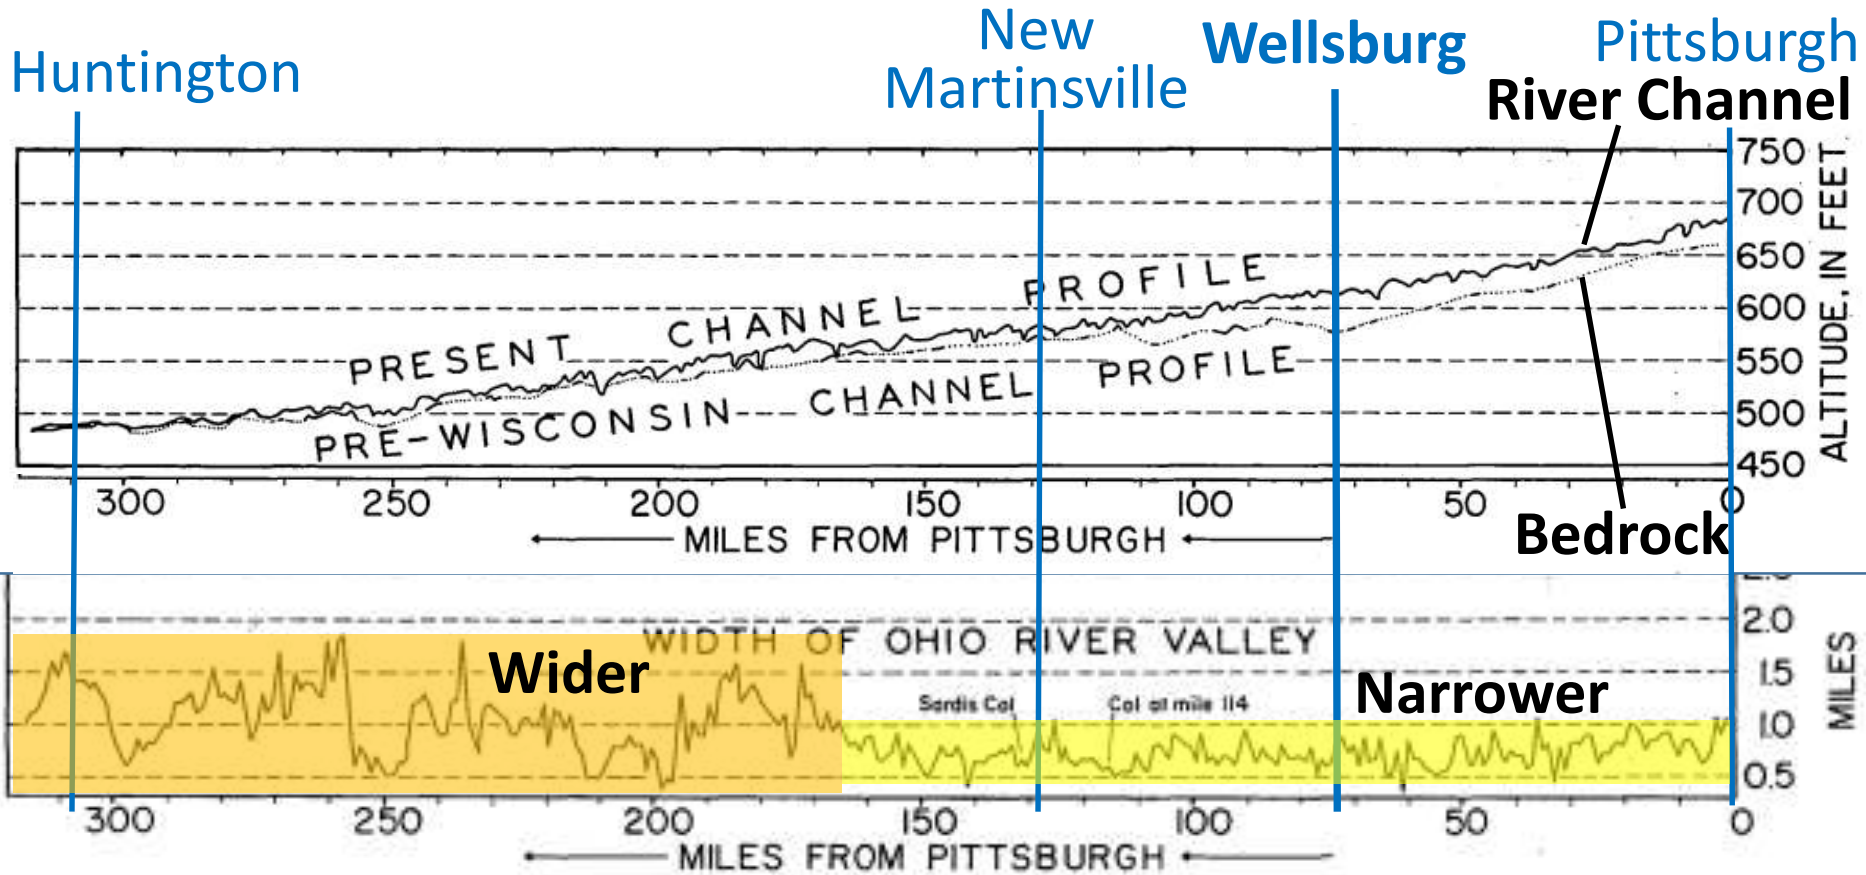 Huntington
New
Martinsville
Wellsburg
Pittsburgh
River Channel
750
700
650
600
550
500
450
ALTITUDE, IN FEET
PRESENT CHANNEL PROFILE
PRE-WISCONSIN CHANNEL PROFILE
300 250 200 150 100 50 0
MILES FROM PITTSBURGH
Bedrock
WIDTH OF OHIO RIVER VALLEY
2.0
1.5
1.0
0.5
MILES
Wider
Narrower
Sardis Col
Col at mile 114
300 250 200 150 100 50 0
MILES FROM PITTSBURGH